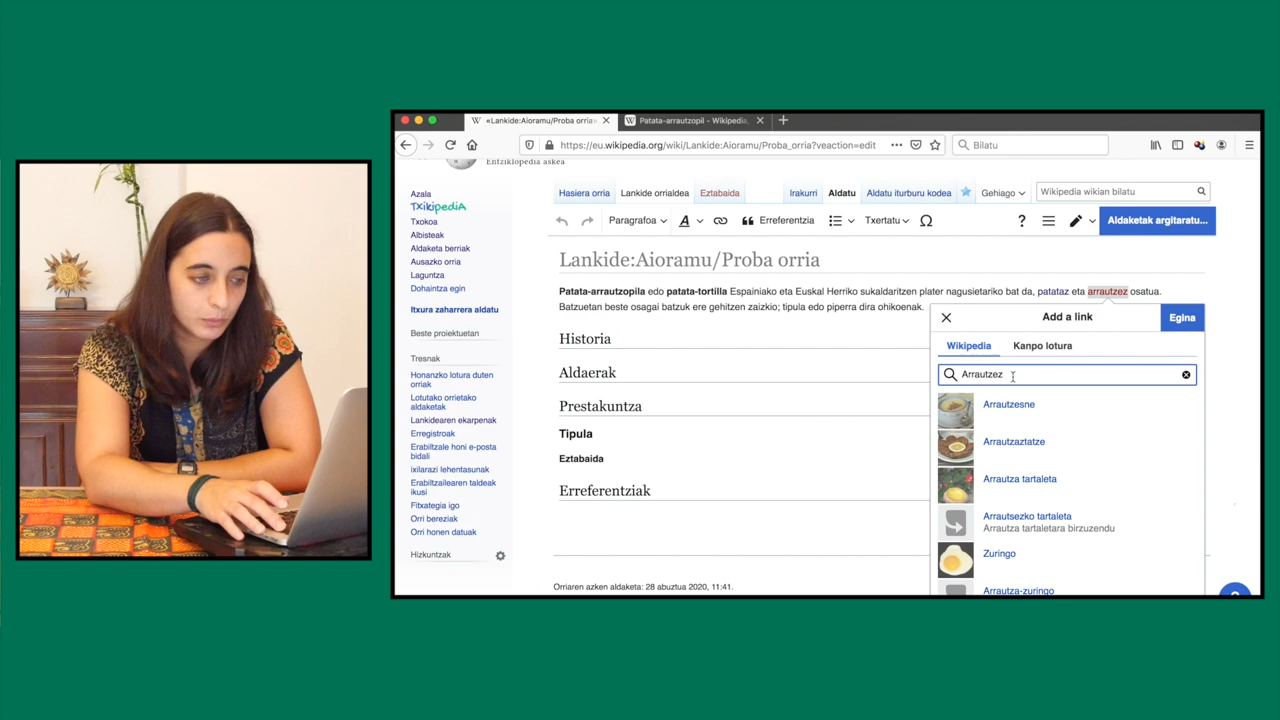 «Lankide:Aioramu/Proba orria»
Patata-arrautzopil - Wikipedia,
https://eu.wikipedia.org/wiki/Lankide:Aioramu/Proba_orria?veaction=edit
Bilatu
Entziklopedia askea
Hasiera orria
Lankide orrialdea
Eztabaida
Irakurri
Aldatu
Aldatu iturburu kodea
Gehiago
Wikipedia wikian bilatu
Paragrafoa
A
Erreferentzia
Txertatu
Ω
?
Aldaketak argitaratu...
Azala
TXikipediA
Txokoa
Albisteak
Aldaketa berriak
Ausazko orria
Laguntza
Dohaintza egin
Itxura zaharrera aldatu
Beste proiektuetan
Tresnak
Honanzko lotura duten
orriak
Lotutako orrietako
aldaketak
Lankidearen ekarpenak
Erregistroak
Erabiltzaile honi e-posta
bidali
ixilarazi lehentasunak
Erabiltzailearen taldeak
ikusi
Fitxategia igo
Orri bereziak
Orri honen datuak
Hizkuntzak
Lankide:Aioramu/Proba orria
Patata-arrautzopila edo patata-tortilla Espainiako eta Euskal Herriko sukaldaritzen plater nagusietariko bat da, patataz eta arrautzez osatua.
Batzuetan beste osagai batzuk ere gehitzen zaizkio; tipula edo piperra dira ohikoenak.
Historia
Aldaerak
Prestakuntza
Tipula
Eztabaida
Erreferentziak
Orriaren azken aldaketa: 28 abuztua 2020, 11:41.
Add a link
Egina
Wikipedia
Kanpo lotura
Arrautzez
Arrautzesne
Arrautzaztatze
Arrautza tartaleta
Arrautsezko tartaleta
Arrautza tartaletara birzuzendu
Zuringo
Arrautza-zuringo